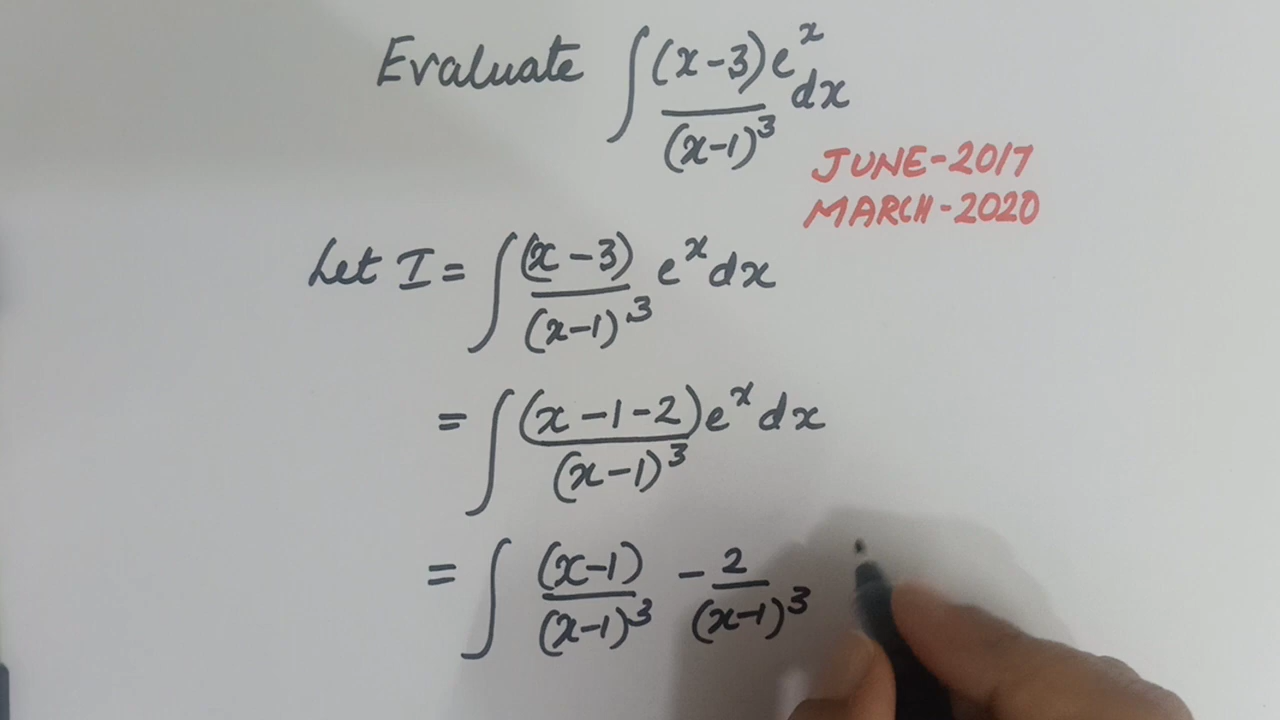 Evaluate ∫ (x-3)e^x / (x-1)^3 dx
JUNE-2017
MARCH-2020
Let I = ∫ (x-3) / (x-1)^3 e^x dx
= ∫ (x-1-2) / (x-1)^3 e^x dx
= ∫ (x-1) / (x-1)^3 - 2 / (x-1)^3